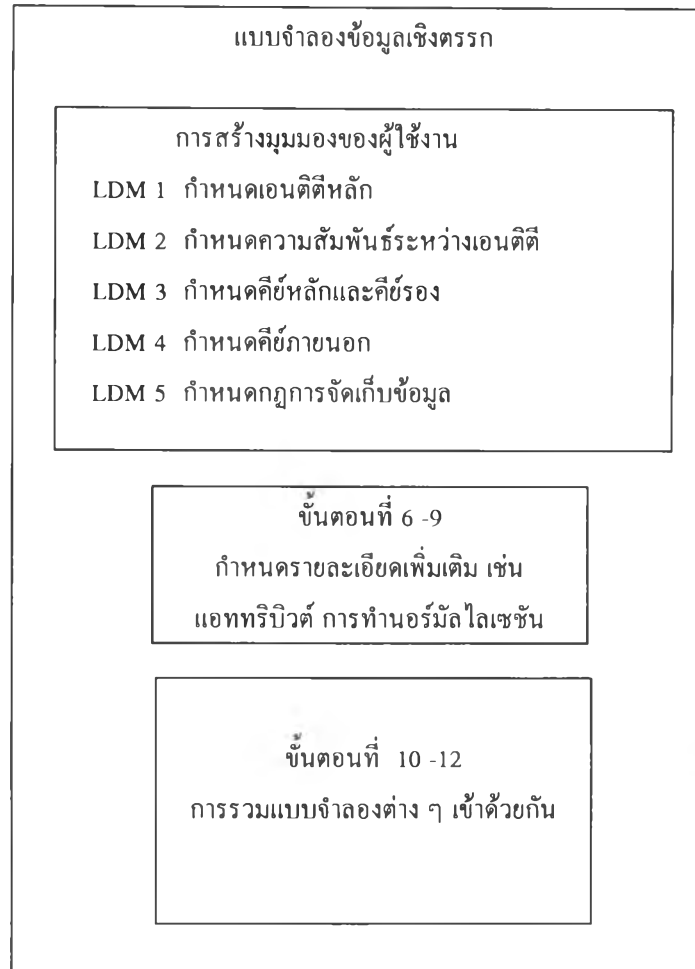 แบบจำลองข้อมูลเชิงตรรก
การสร้างมุมมองของผู้ใช้งาน
LDM 1 กำหนดเอนติตีหลัก
LDM 2 กำหนดความสัมพันธ์ระหว่างเอนติตี
LDM 3 กำหนดคีย์หลักและคีย์รอง
LDM 4 กำหนดคีย์ภายนอก
LDM 5 กำหนดกฎการจัดเก็บข้อมูล
ขั้นตอนที่ 6 -9
กำหนดรายละเอียดเพิ่มเติม เช่น
แอททริบิวต์ การทำนอร์มัลไลเซชัน
ขั้นตอนที่ 10 -12
การรวมแบบจำลองต่าง ๆ เข้าด้วยกัน